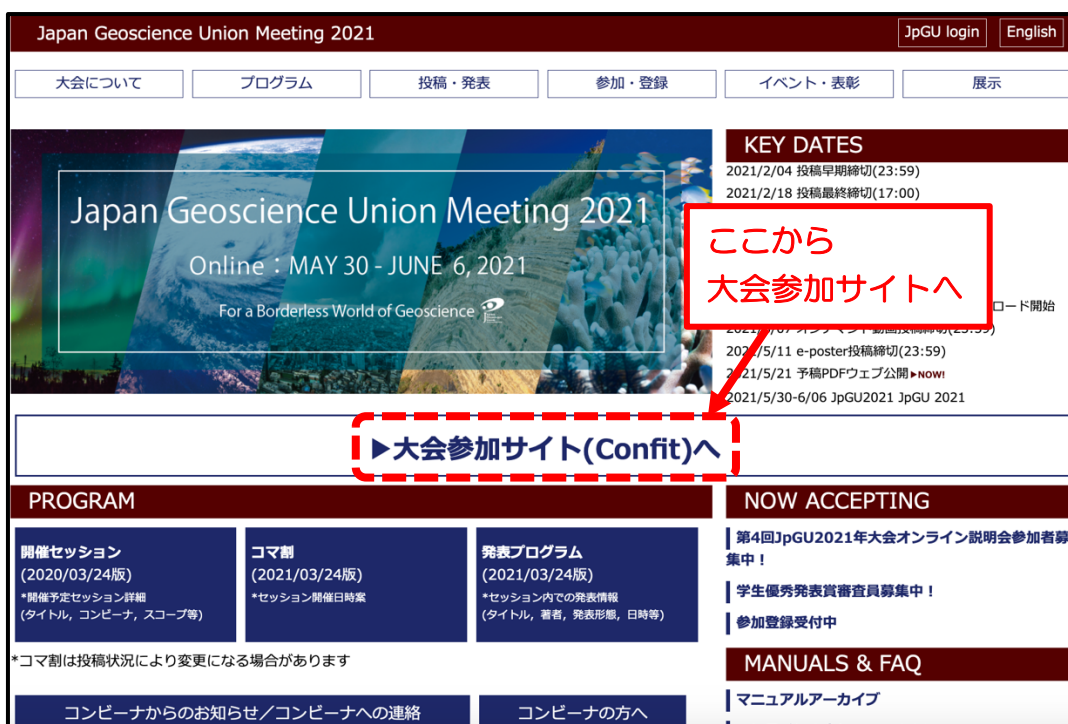 Japan Geoscience Union Meeting 2021
JpGU login
English
大会について
プログラム
投稿・発表
参加・登録
イベント・表彰
展示
Japan Geoscience Union Meeting 2021
Online：MAY 30 - JUNE 6, 2021
For a Borderless World of Geoscience
KEY DATES
2021/2/04 投稿早期締切(23:59)
2021/2/18 投稿最終締切(17:00)
ここから
大会参加サイトへ
ロード開始
2021/5/11 e-poster投稿締切(23:59)
2021/5/21 予稿PDFウェブ公開▶NOW!
2021/5/30-6/06 JpGU2021 JpGU 2021
▶大会参加サイト(Confit)へ
PROGRAM
開催セッション
(2020/03/24版)
*開催予定セッション詳細
(タイトル, コンビーナ, スコープ等)
コマ割
(2021/03/24版)
*セッション開催日時案
発表プログラム
(2021/03/24版)
*セッション内での発表情報
(タイトル, 著者, 発表形態, 日時等)
*コマ割は投稿状況により変更になる場合があります
コンビーナからのお知らせ／コンビーナへの連絡
コンビーナの方へ
NOW ACCEPTING
第4回JpGU2021年大会オンライン説明会参加者募
集中！
学生優秀発表賞審査員募集中！
参加登録受付中
MANUALS & FAQ
マニュアルアーカイブ